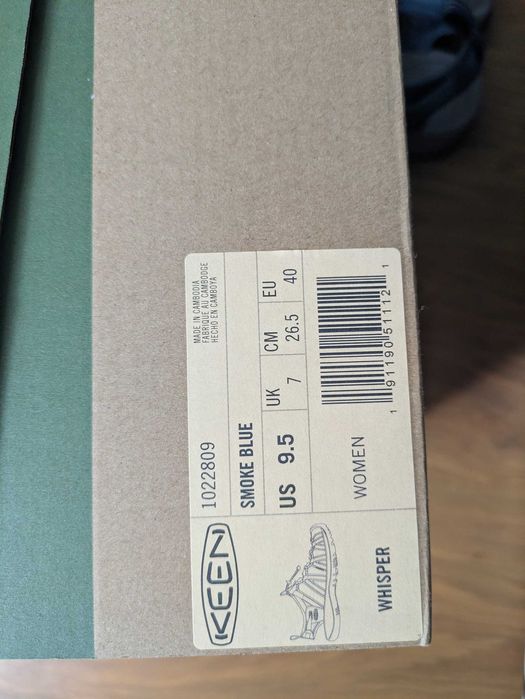 KEEN
1022809
MADE IN CAMBODIA
FABRIQUÉ AU CAMBODGE
HECHO EN CAMBOYA
SMOKE BLUE
US 9.5
UK 7
CM 26.5
EU 40
WHISPER
WOMEN
1 91190 51112 1